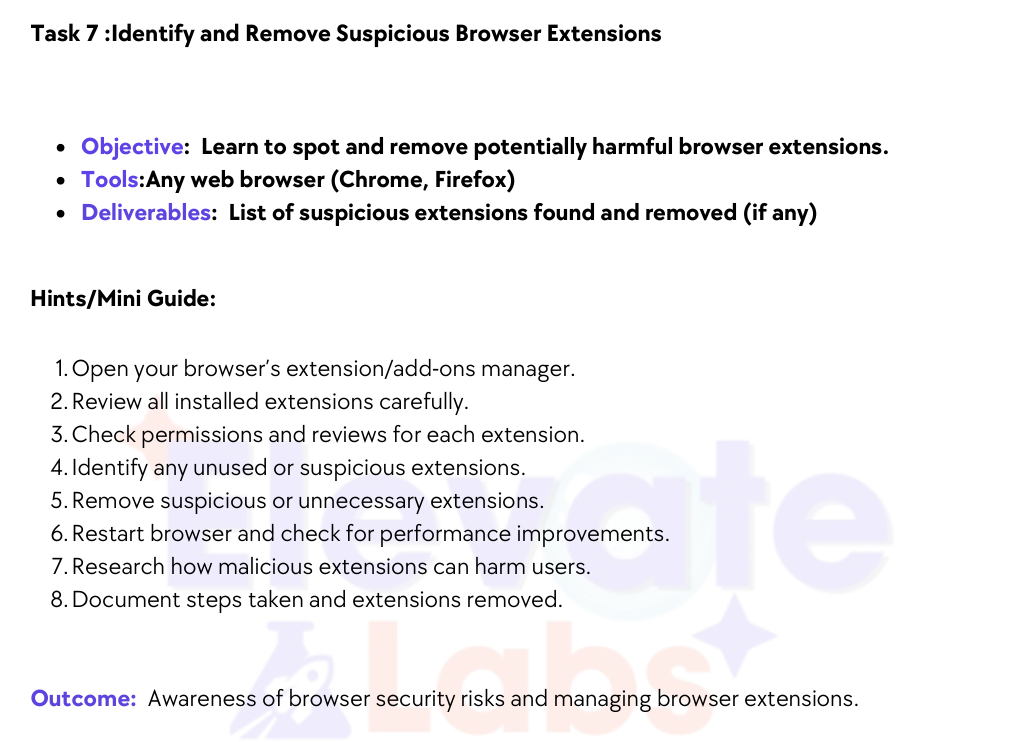 Task 7 :Identify and Remove Suspicious Browser Extensions
• Objective:  Learn to spot and remove potentially harmful browser extensions.
• Tools:Any web browser (Chrome, Firefox)
• Deliverables:  List of suspicious extensions found and removed (if any)
Hints/Mini Guide:
1. Open your browser’s extension/add-ons manager.
2. Review all installed extensions carefully.
3. Check permissions and reviews for each extension.
4. Identify any unused or suspicious extensions.
5. Remove suspicious or unnecessary extensions.
6. Restart browser and check for performance improvements.
7. Research how malicious extensions can harm users.
8. Document steps taken and extensions removed.
Elevate
Labs
Outcome:  Awareness of browser security risks and managing browser extensions.